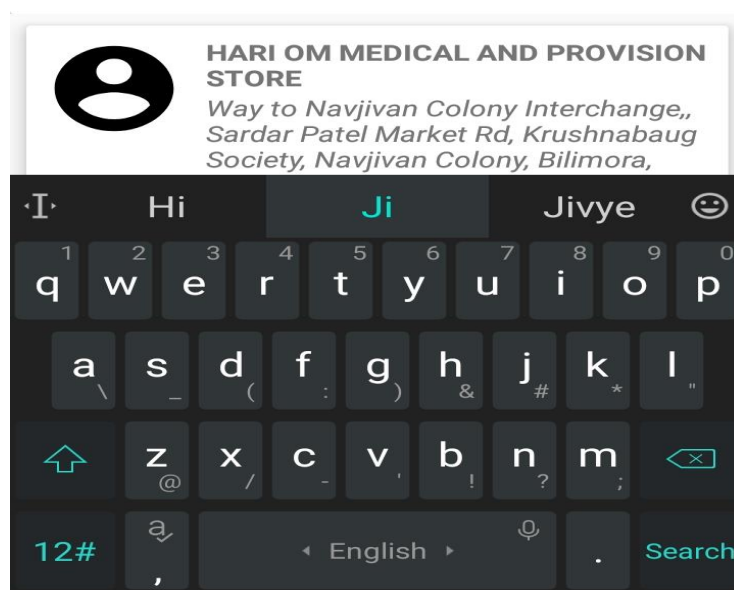 HARI OM MEDICAL AND PROVISION
STORE
Way to Navjivan Colony Interchange,,
Sardar Patel Market Rd, Krushnabaug
Society, Navjivan Colony, Bilimora,
Hi Ji Jivye
1 2 3 4 5 6 7 8 9 0
q w e r t y u i o p
a s d f g h j k l
\ _ ( : ) & # * "
z x c v b n m
@ / - ' ! ? ;
12# a , English . Search